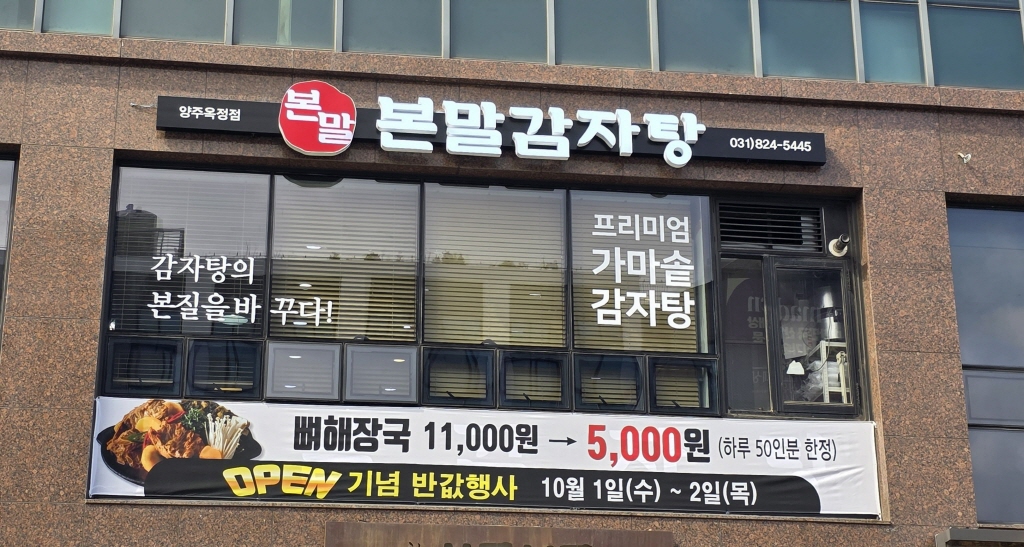 양주옥정점
본말
본말감자탕
031)824-5445
감자탕의
본질을바 꾸다!
프리미엄
가마솥
감자탕
뼈해장국 11,000원 → 5,000원 (하루 50인분 한정)
OPEN 기념 반값행사 10월 1일(수) ~ 2일(목)